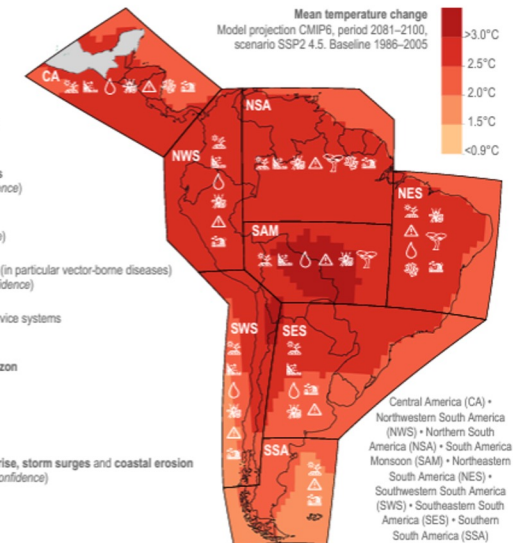 Mean temperature change
Model projection CMIP6, period 2081–2100,
scenario SSP2 4.5. Baseline 1986–2005
>3.0°C
2.5°C
2.0°C
1.5°C
<0.9°C
CA
NSA
NWS
NES
SAM
SWS
SES
SSA
s
ence)
e)
(in particular vector-borne diseases)
fidence)
vice systems
zon
rise, storm surges and coastal erosion
onfidence)
Central America (CA) •
Northwestern South America
(NWS) • Northern South
America (NSA) • South America
Monsoon (SAM) • Northeastern
South America (NES) •
Southwestern South America
(SWS) • Southeastern South
America (SES) • Southern
South America (SSA)